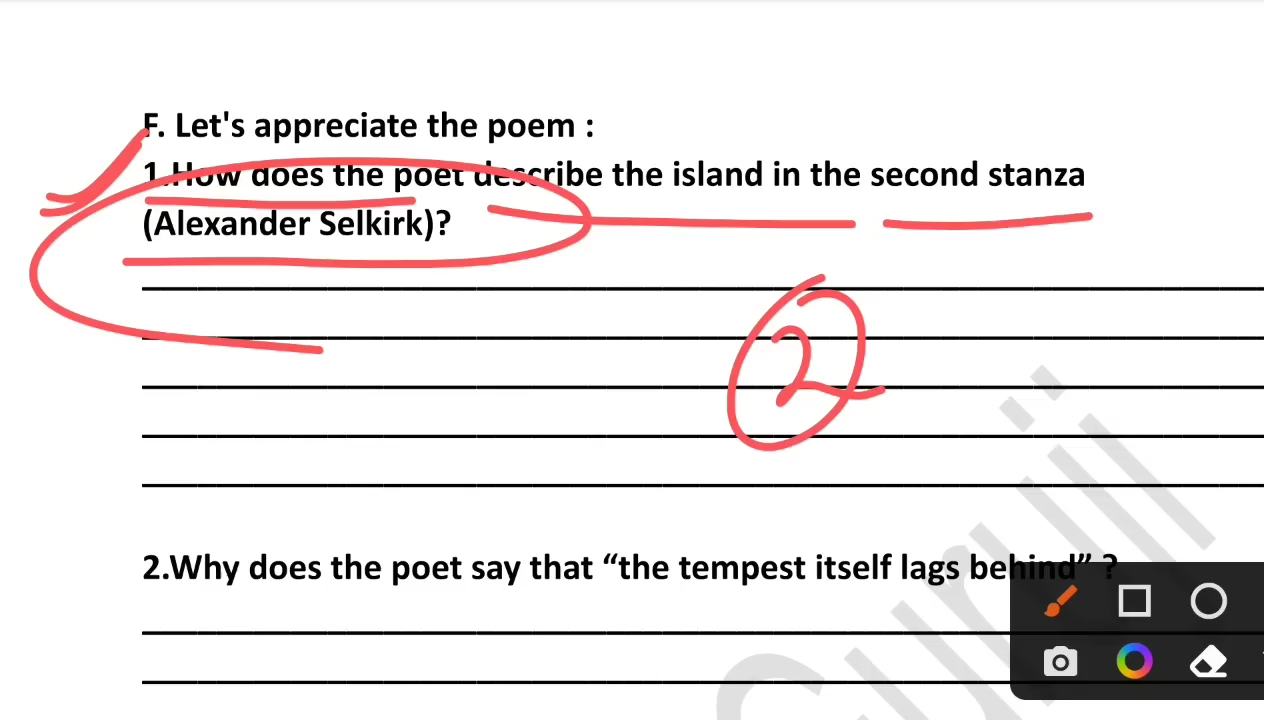 F. Let's appreciate the poem :
1.How does the poet describe the island in the second stanza
(Alexander Selkirk)?
2
2.Why does the poet say that “the tempest itself lags behind” ?
Guruji